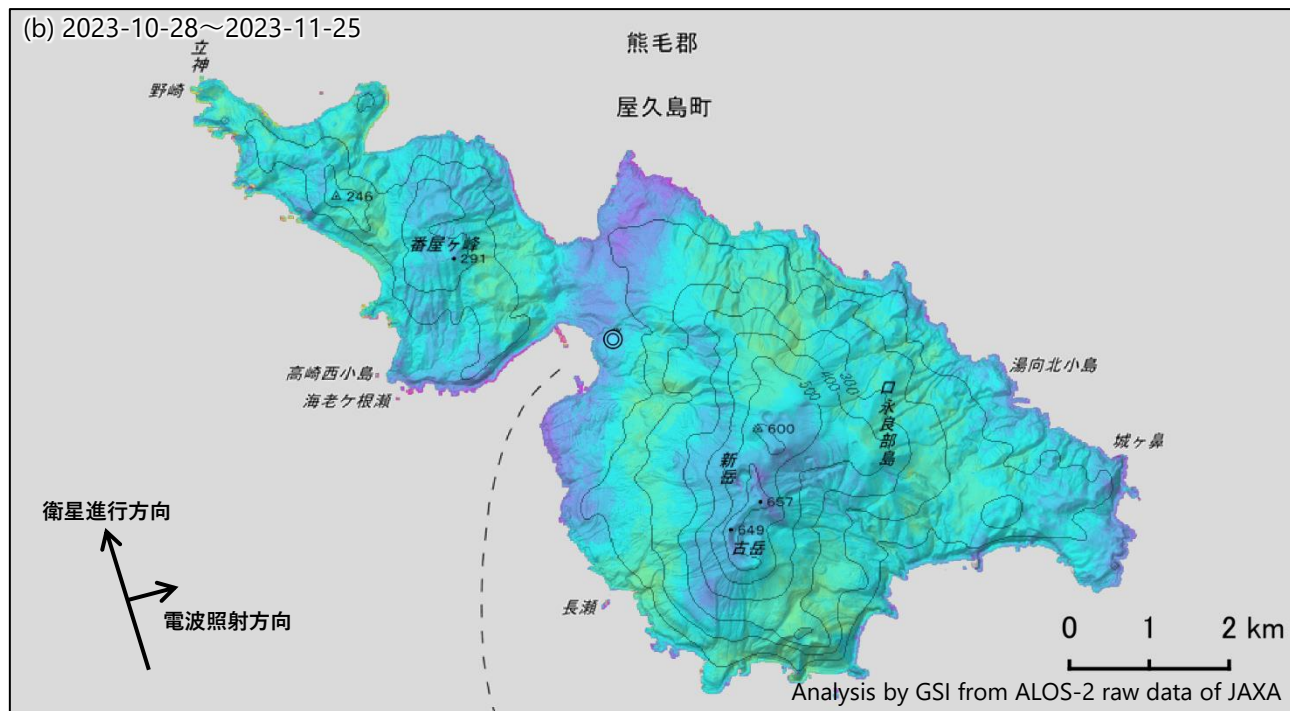 (b) 2023-10-28～2023-11-25
熊毛郡
屋久島町
立神
野崎
246
番屋ヶ峰
291
高崎西小島
海老ケ根瀬
湯向北小島
城ヶ鼻
300
400
500
口永良部島
600
新岳
657
649
古岳
長瀬
衛星進行方向
電波照射方向
0 1 2 km
Analysis by GSI from ALOS-2 raw data of JAXA